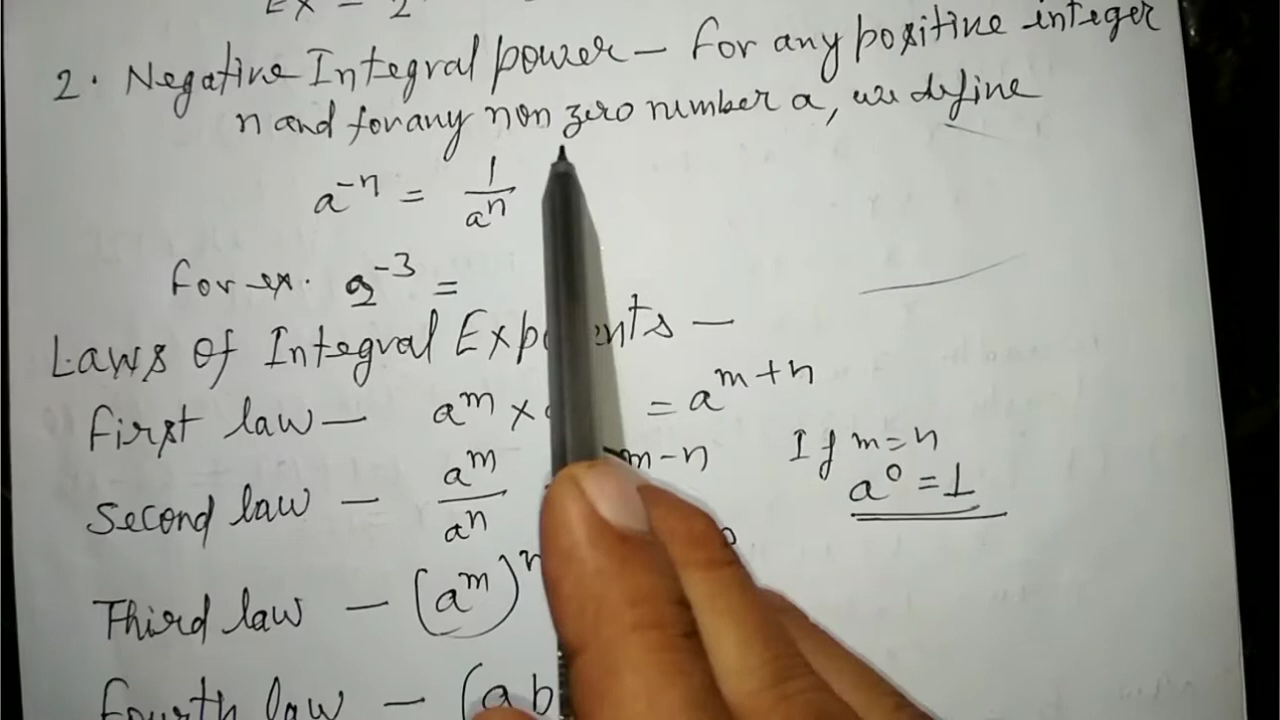 Ex - 2
2. Negative Integral power - For any positive integer
n and for any non zero number a, we define
a⁻ⁿ = 1/aⁿ
For ex. 2⁻³ =
Laws of Integral
First law - aᵐ × = aᵐ⁺ⁿ
Second law - aᵐ/aⁿ m-n If m=n
a⁰ = 1
Third law - (aᵐ)ⁿ
Fourth law - (ab